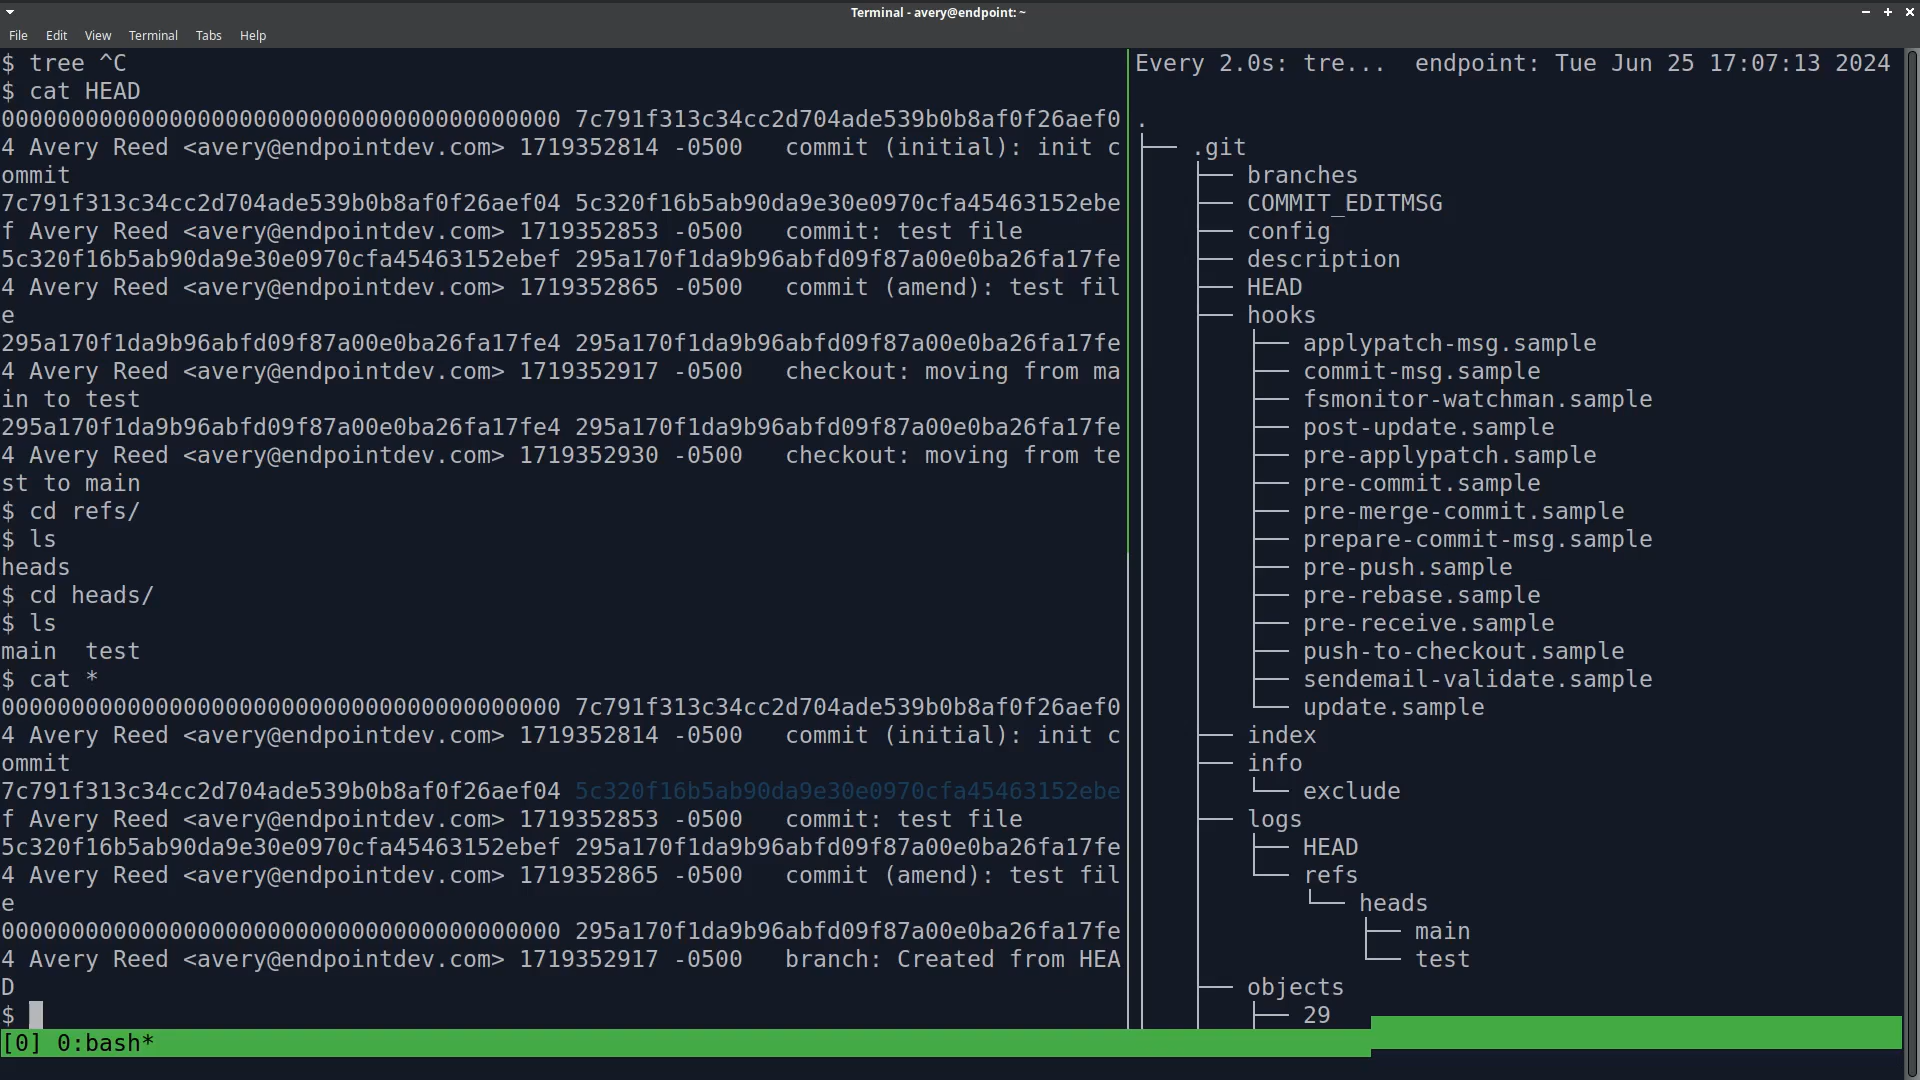 Terminal - avery@endpoint: ~
File Edit View Terminal Tabs Help
$ tree ^C
$ cat HEAD
0000000000000000000000000000000000000000 7c791f313c34cc2d704ade539b0b8af0f26aef0
4 Avery Reed <avery@endpointdev.com> 1719352814 -0500   commit (initial): init c
ommit
7c791f313c34cc2d704ade539b0b8af0f26aef04 5c320f16b5ab90da9e30e0970cfa45463152ebe
f Avery Reed <avery@endpointdev.com> 1719352853 -0500   commit: test file
5c320f16b5ab90da9e30e0970cfa45463152ebef 295a170f1da9b96abfd09f87a00e0ba26fa17fe
4 Avery Reed <avery@endpointdev.com> 1719352865 -0500   commit (amend): test fil
e
295a170f1da9b96abfd09f87a00e0ba26fa17fe4 295a170f1da9b96abfd09f87a00e0ba26fa17fe
4 Avery Reed <avery@endpointdev.com> 1719352917 -0500   checkout: moving from ma
in to test
295a170f1da9b96abfd09f87a00e0ba26fa17fe4 295a170f1da9b96abfd09f87a00e0ba26fa17fe
4 Avery Reed <avery@endpointdev.com> 1719352930 -0500   checkout: moving from te
st to main
$ cd refs/
$ ls
heads
$ cd heads/
$ ls
main  test
$ cat *
0000000000000000000000000000000000000000 7c791f313c34cc2d704ade539b0b8af0f26aef0
4 Avery Reed <avery@endpointdev.com> 1719352814 -0500   commit (initial): init c
ommit
7c791f313c34cc2d704ade539b0b8af0f26aef04 5c320f16b5ab90da9e30e0970cfa45463152ebe
f Avery Reed <avery@endpointdev.com> 1719352853 -0500   commit: test file
5c320f16b5ab90da9e30e0970cfa45463152ebef 295a170f1da9b96abfd09f87a00e0ba26fa17fe
4 Avery Reed <avery@endpointdev.com> 1719352865 -0500   commit (amend): test fil
e
0000000000000000000000000000000000000000 295a170f1da9b96abfd09f87a00e0ba26fa17fe
4 Avery Reed <avery@endpointdev.com> 1719352917 -0500   branch: Created from HEA
D
$
Every 2.0s: tre...  endpoint: Tue Jun 25 17:07:13 2024
.
├── .git
│   ├── branches
│   ├── COMMIT_EDITMSG
│   ├── config
│   ├── description
│   ├── HEAD
│   ├── hooks
│   │   ├── applypatch-msg.sample
│   │   ├── commit-msg.sample
│   │   ├── fsmonitor-watchman.sample
│   │   ├── post-update.sample
│   │   ├── pre-applypatch.sample
│   │   ├── pre-commit.sample
│   │   ├── pre-merge-commit.sample
│   │   ├── prepare-commit-msg.sample
│   │   ├── pre-push.sample
│   │   ├── pre-rebase.sample
│   │   ├── pre-receive.sample
│   │   ├── push-to-checkout.sample
│   │   ├── sendemail-validate.sample
│   │   └── update.sample
│   ├── index
│   ├── info
│   │   └── exclude
│   ├── logs
│   │   ├── HEAD
│   │   └── refs
│   │       └── heads
│   │           ├── main
│   │           └── test
│   ├── objects
│   │   ├── 29
[0] 0:bash*